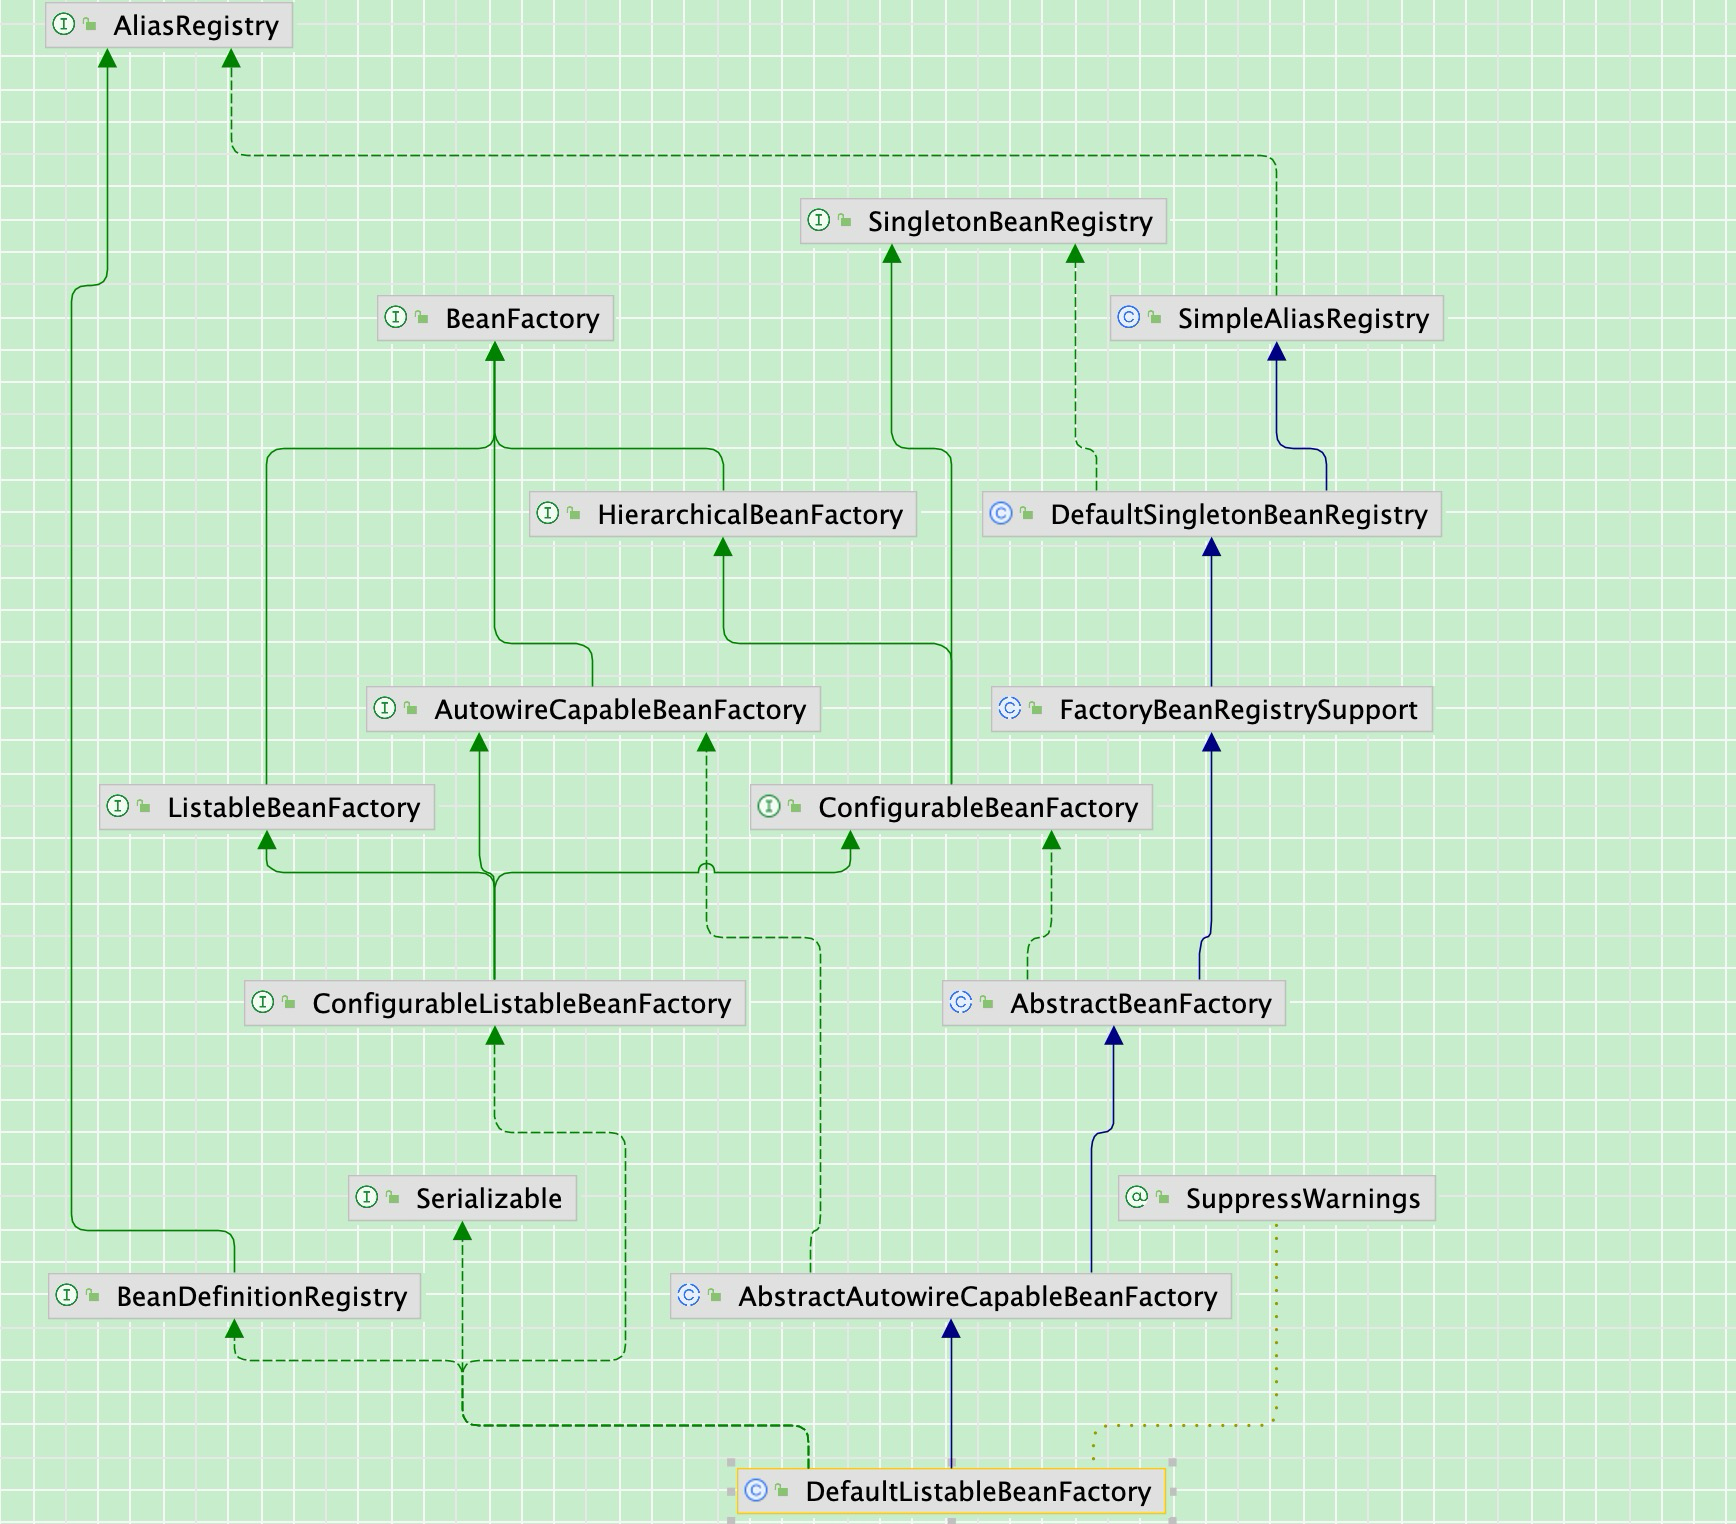 AliasRegistry
SingletonBeanRegistry
BeanFactory
SimpleAliasRegistry
HierarchicalBeanFactory
DefaultSingletonBeanRegistry
AutowireCapableBeanFactory
FactoryBeanRegistrySupport
ListableBeanFactory
ConfigurableBeanFactory
ConfigurableListableBeanFactory
AbstractBeanFactory
Serializable
SuppressWarnings
BeanDefinitionRegistry
AbstractAutowireCapableBeanFactory
DefaultListableBeanFactory